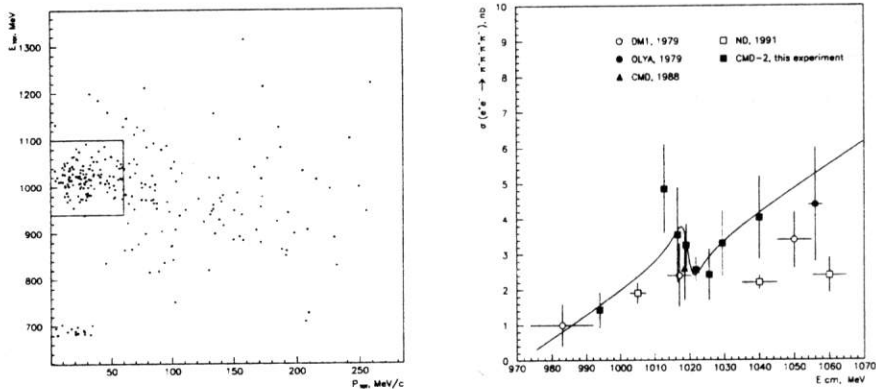 E_tot, MeV
1300
1200
1100
1000
900
800
700
50 100 150 200 250
P_tot, MeV/c
σ (e⁺e⁻ → π⁺π⁻π⁺π⁻), nb
10
9
8
7
6
5
4
3
2
1
0
○ DM1, 1979 □ ND, 1991
● OLYA, 1979 ■ CMD-2, this experiment
▲ CMD, 1988
970 980 990 1000 1010 1020 1030 1040 1050 1060 1070
E cm, MeV